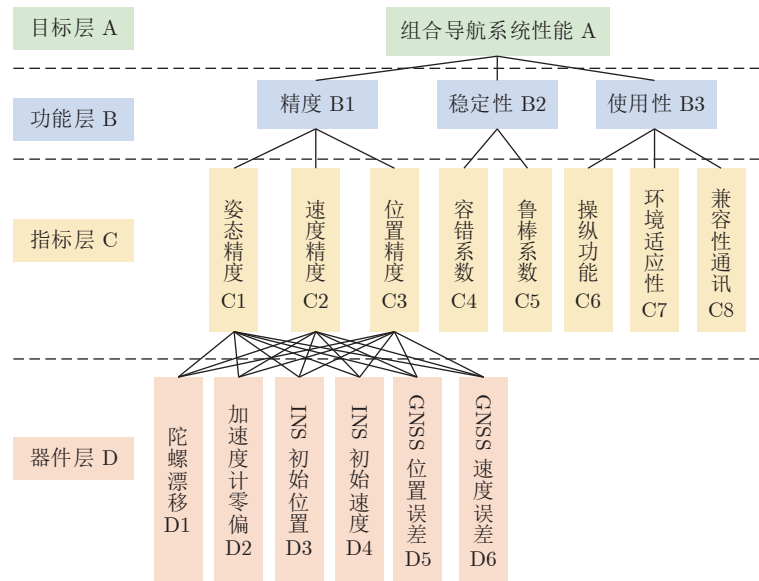 目标层 A
组合导航系统性能 A
功能层 B
精度 B1
稳定性 B2
使用性 B3
指标层 C
姿态精度 C1
速度精度 C2
位置精度 C3
容错系数 C4
鲁棒系数 C5
操纵功能 C6
环境适应性 C7
兼容性通讯 C8
器件层 D
陀螺漂移 D1
加速度计零偏 D2
INS 初始位置 D3
INS 初始速度 D4
GNSS 位置误差 D5
GNSS 速度误差 D6